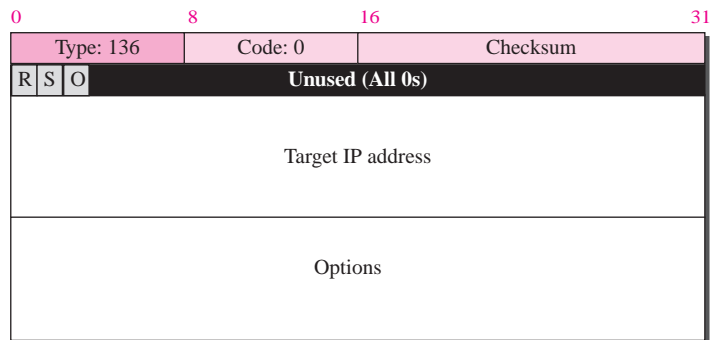 0 8 16 31
Type: 136 Code: 0 Checksum
R S O Unused (All 0s)
Target IP address
Options